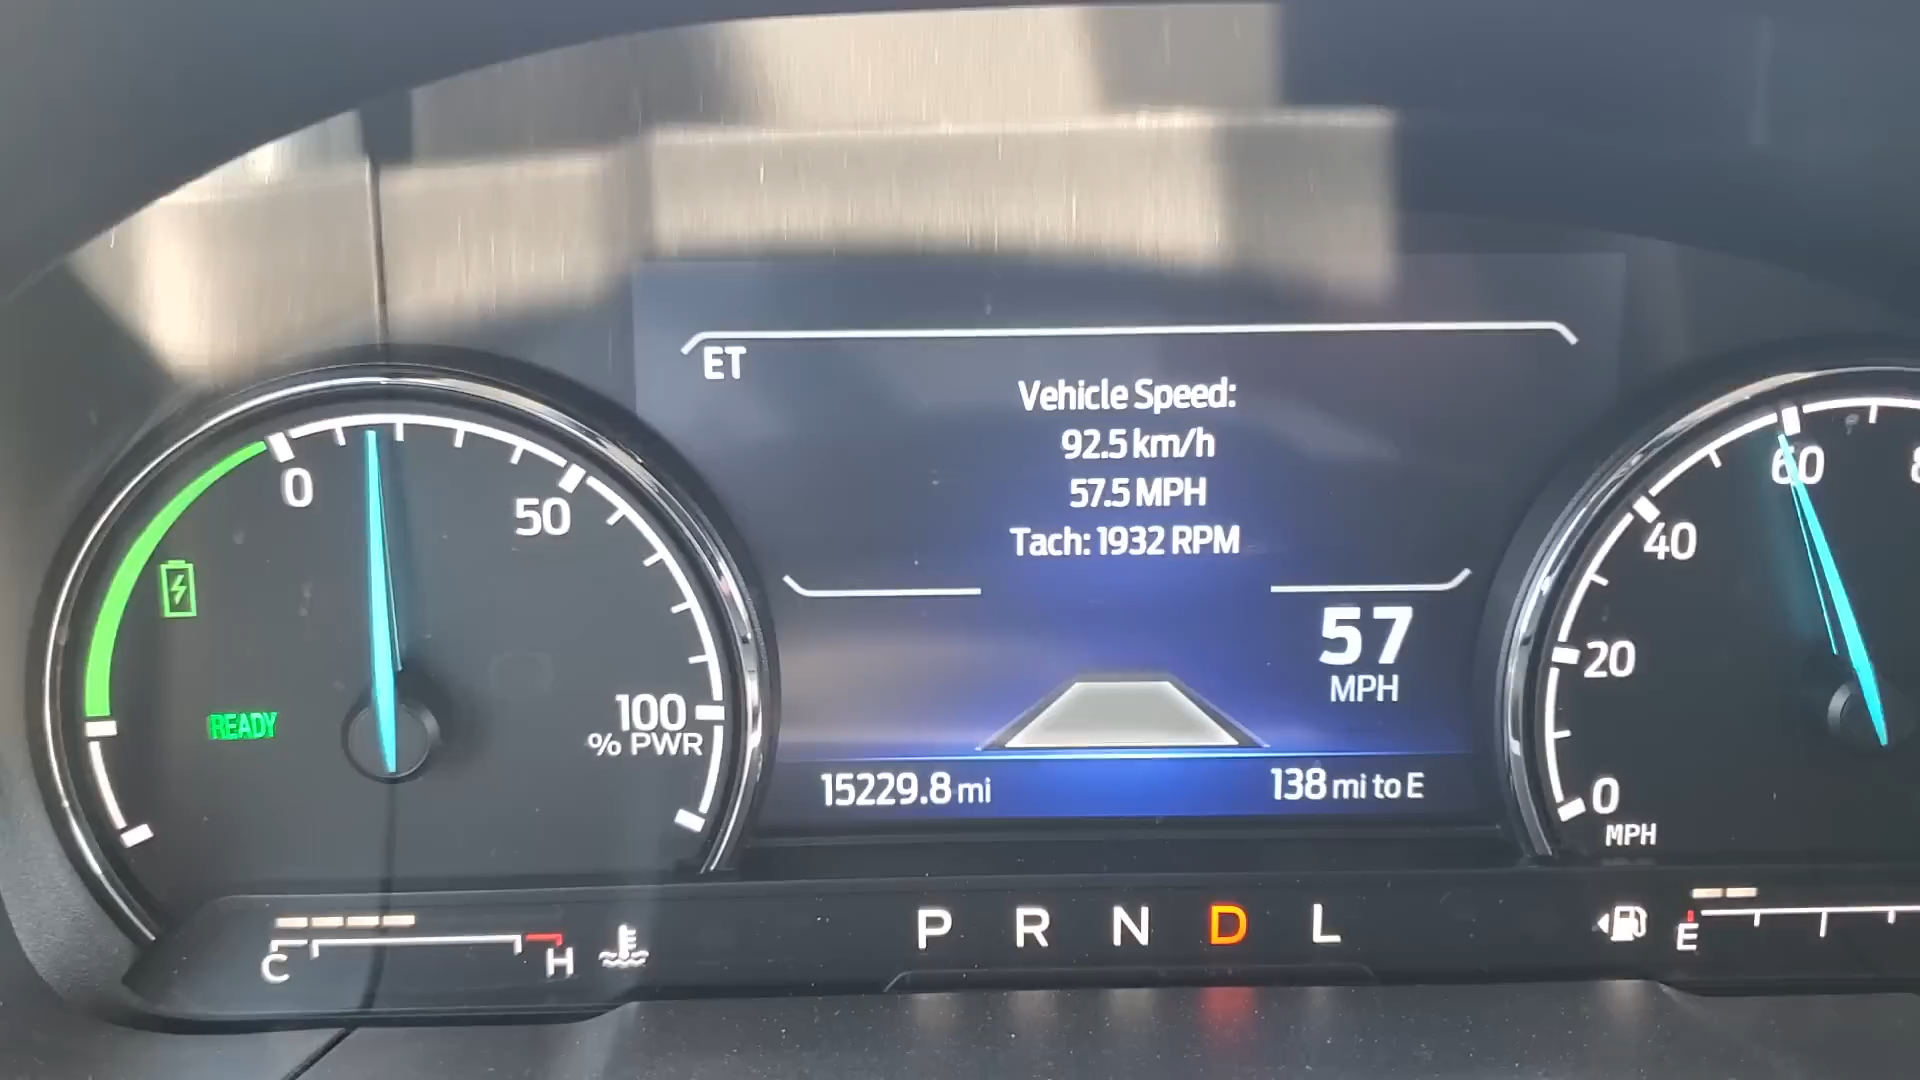 ET
Vehicle Speed:
92.5 km/h
57.5 MPH
Tach: 1932 RPM
0
50
100
% PWR
READY
57
MPH
15229.8 mi
138 mi to E
60
40
20
0
MPH
C
H
P R N D L
E